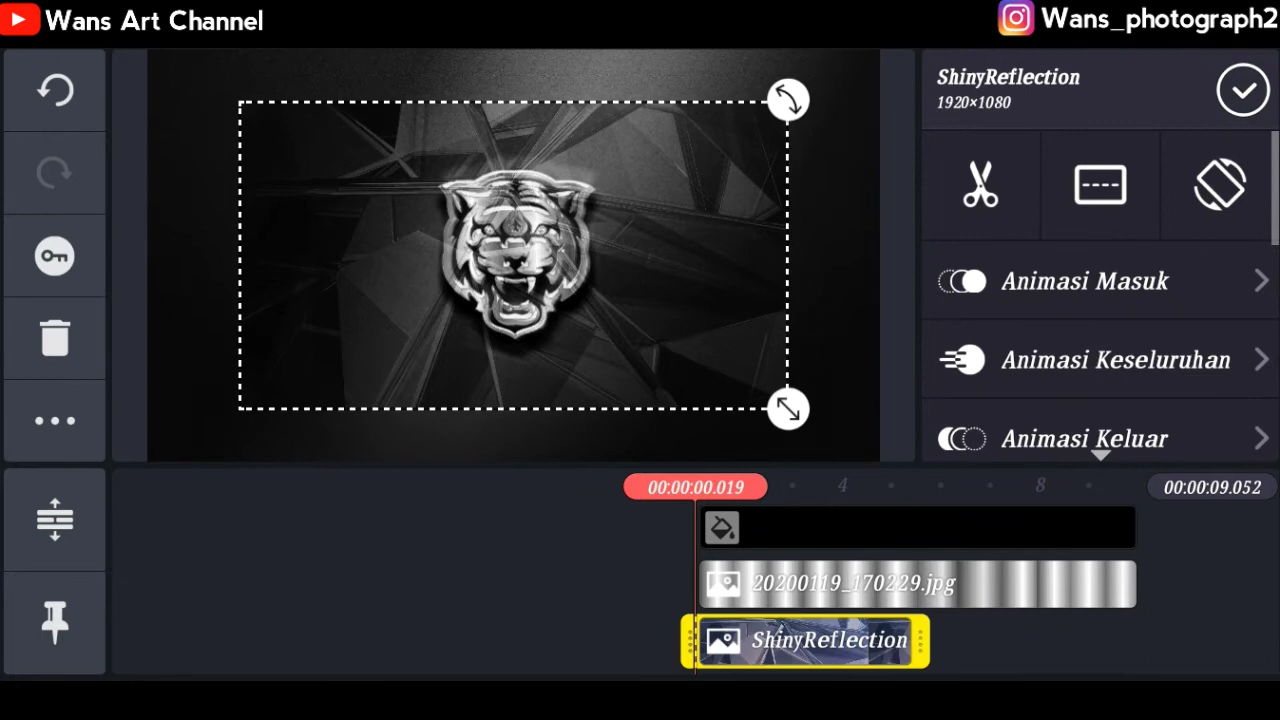 Wans Art Channel
Wans_photograph2
ShinyReflection
1920×1080
Animasi Masuk
Animasi Keseluruhan
Animasi Keluar
00:00:00.019
4
8
00:00:09.052
20200119_170229.jpg
ShinyReflection